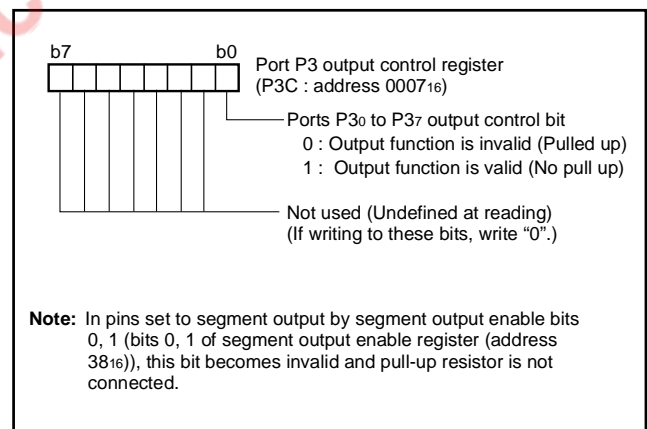 b7 b0
Port P3 output control register
(P3C : address 000716)
Ports P30 to P37 output control bit
0 : Output function is invalid (Pulled up)
1 : Output function is valid (No pull up)
Not used (Undefined at reading)
(If writing to these bits, write “0”.)
Note: In pins set to segment output by segment output enable bits
0, 1 (bits 0, 1 of segment output enable register (address
3816)), this bit becomes invalid and pull-up resistor is not
connected.